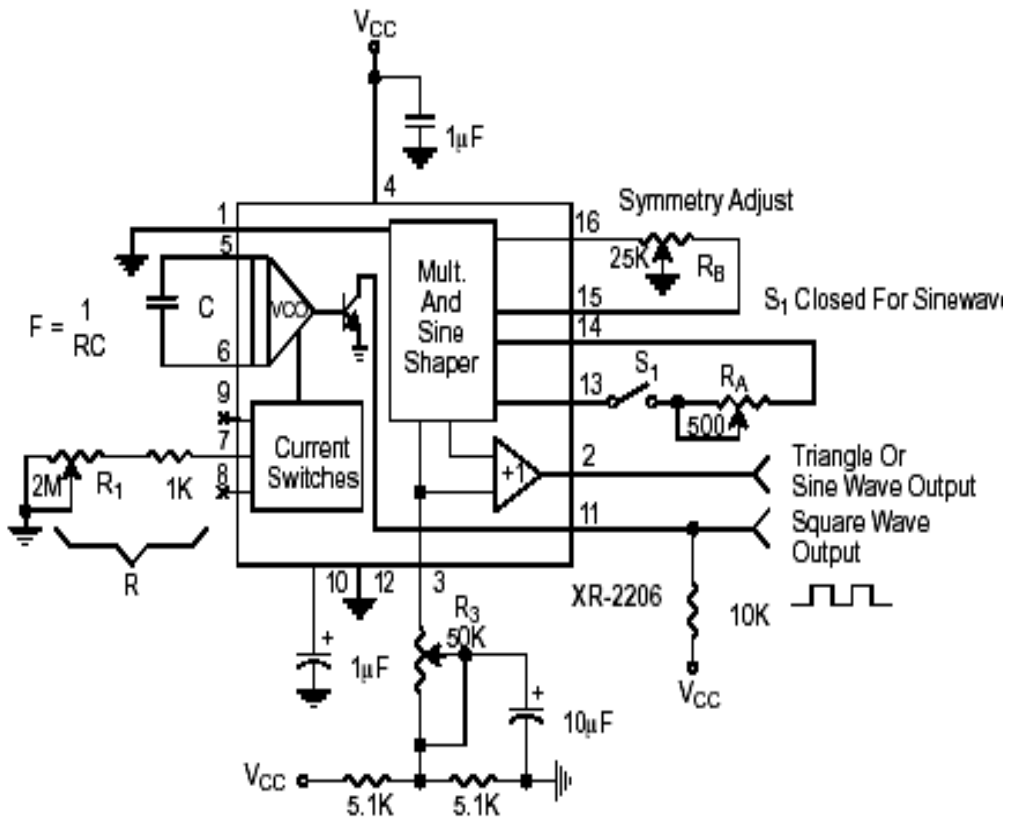 VCC
1µF
4
1
16
Symmetry Adjust
5
25K
RB
Mult.
And
Sine
Shaper
15
S1 Closed For Sinewave
C
VCO
14
F = 1
RC
6
13
S1
RA
9
500
7
Current
Switches
2M
R1
1K
8
+1
2
Triangle Or
Sine Wave Output
11
Square Wave
Output
R
10
12
3
XR-2206
10K
R3
50K
+
1µF
+
10µF
VCC
VCC
5.1K
5.1K